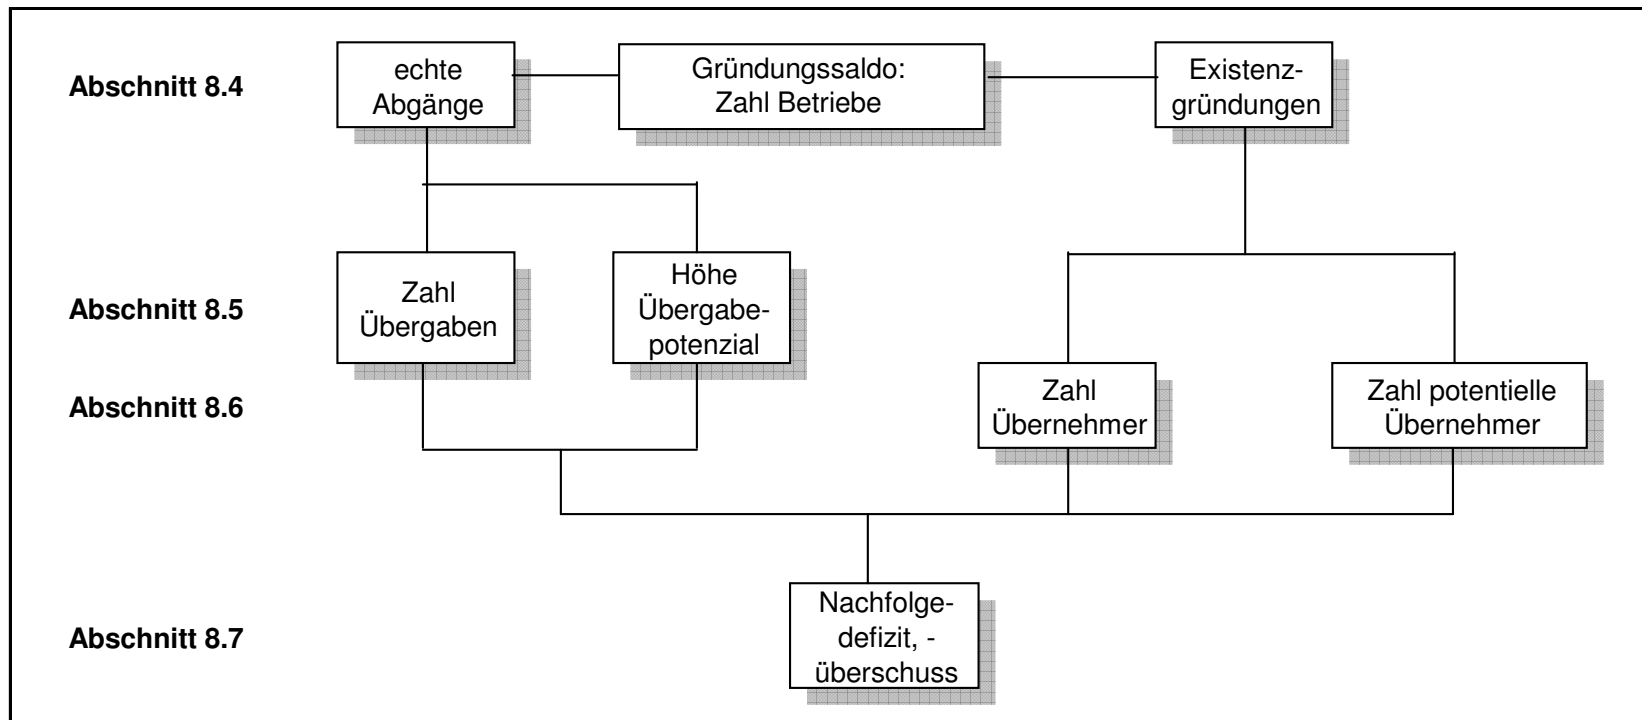 Abschnitt 8.4
echte
Abgänge
Gründungssaldo:
Zahl Betriebe
Existenz-
gründungen
Abschnitt 8.5
Zahl
Übergaben
Höhe
Übergabe-
potenzial
Abschnitt 8.6
Zahl
Übernehmer
Zahl potentielle
Übernehmer
Abschnitt 8.7
Nachfolge-
defizit, -
überschuss